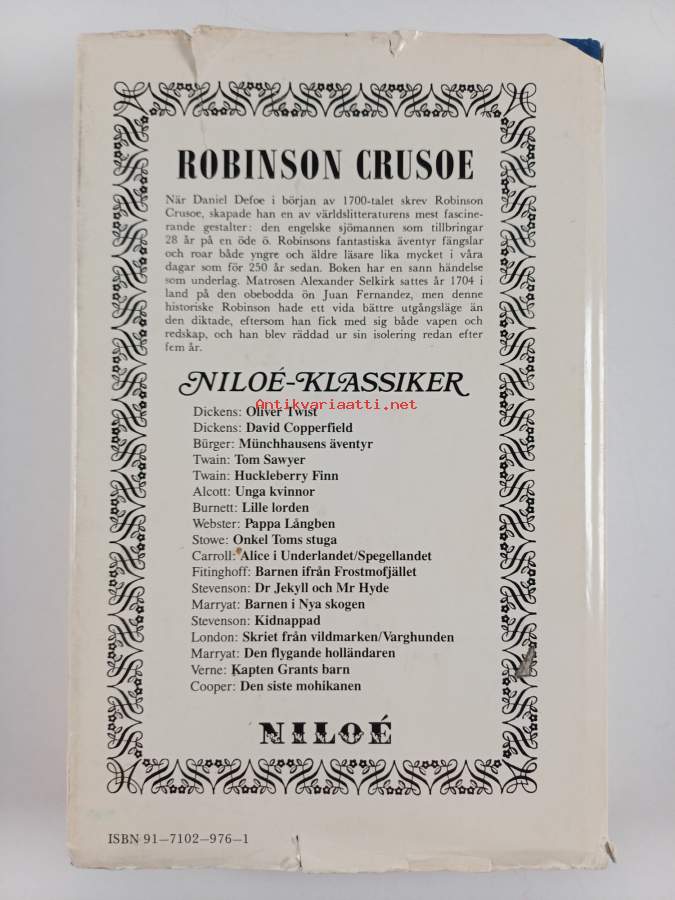 ROBINSON CRUSOE
När Daniel Defoe i början av 1700-talet skrev Robinson
Crusoe, skapade han en av världslitteraturens mest fascine-
rande gestalter: den engelske sjömannen som tillbringar
28 år på en öde ö. Robinsons fantastiska äventyr fängslar
och roar både yngre och äldre läsare lika mycket i våra
dagar som för 250 år sedan. Boken har en sann händelse
som underlag. Matrosen Alexander Selkirk sattes år 1704 i
land på den obebodda ön Juan Fernandez, men denne
historiske Robinson hade ett vida bättre utgångsläge än
den diktade, eftersom han fick med sig både vapen och
redskap, och han blev räddad ur sin isolering redan efter
fem år.
NILOÉ-KLASSIKER
Antikvariaatti.net
Dickens: Oliver Twist
Dickens: David Copperfield
Bürger: Münchhausens äventyr
Twain: Tom Sawyer
Twain: Huckleberry Finn
Alcott: Unga kvinnor
Burnett: Lille lorden
Webster: Pappa Långben
Stowe: Onkel Toms stuga
Carroll: Alice i Underlandet/Spegellandet
Fitinghoff: Barnen ifrån Frostmofjället
Stevenson: Dr Jekyll och Mr Hyde
Marryat: Barnen i Nya skogen
Stevenson: Kidnappad
London: Skriet från vildmarken/Varghunden
Marryat: Den flygande holländaren
Verne: Kapten Grants barn
Cooper: Den siste mohikanen
NILOÉ
ISBN 91–7102–976–1